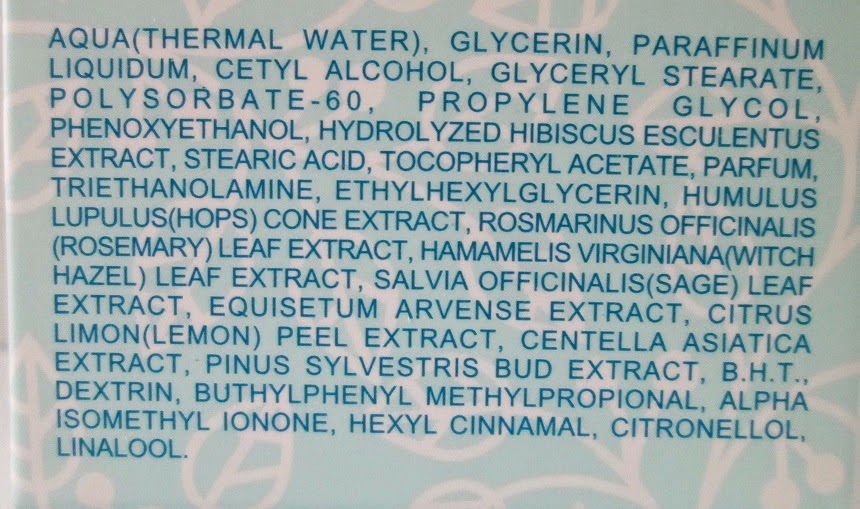 AQUA(THERMAL WATER), GLYCERIN, PARAFFINUM
LIQUIDUM, CETYL ALCOHOL, GLYCERYL STEARATE,
POLYSORBATE-60, PROPYLENE GLYCOL,
PHENOXYETHANOL, HYDROLYZED HIBISCUS ESCULENTUS
EXTRACT, STEARIC ACID, TOCOPHERYL ACETATE, PARFUM,
TRIETHANOLAMINE, ETHYLHEXYLGLYCERIN, HUMULUS
LUPULUS(HOPS) CONE EXTRACT, ROSMARINUS OFFICINALIS
(ROSEMARY) LEAF EXTRACT, HAMAMELIS VIRGINIANA(WITCH
HAZEL) LEAF EXTRACT, SALVIA OFFICINALIS(SAGE) LEAF
EXTRACT, EQUISETUM ARVENSE EXTRACT, CITRUS
LIMON(LEMON) PEEL EXTRACT, CENTELLA ASIATICA
EXTRACT, PINUS SYLVESTRIS BUD EXTRACT, B.H.T.,
DEXTRIN, BUTHYLPHENYL METHYLPROPIONAL, ALPHA
ISOMETHYL IONONE, HEXYL CINNAMAL, CITRONELLOL,
LINALOOL.